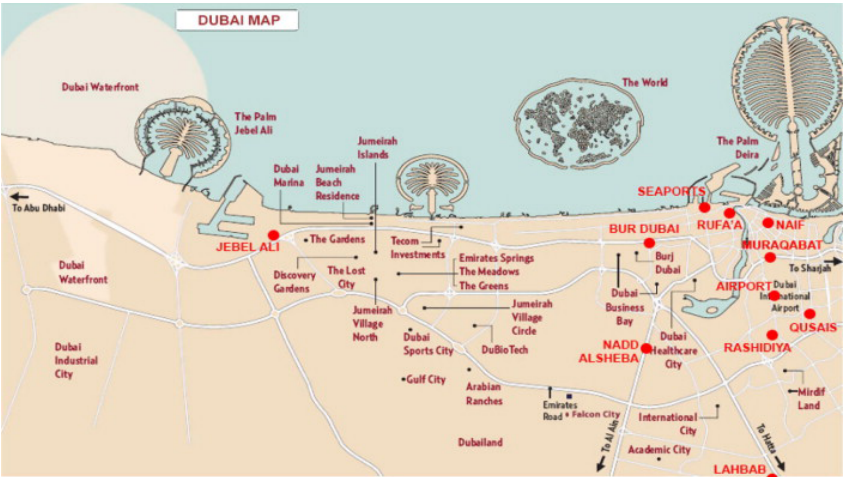 DUBAI MAP
Dubai Waterfront
The World
The Palm
Jebel Ali
Jumeirah
Islands
The Palm
Deira
Dubai
Marina
Jumeirah
Beach
Residence
SEAPORTS
To Abu Dhabi
RUFA'A
NAIF
BUR DUBAI
JEBEL ALI
The Gardens
Tecom
Investments
MURAQABAT
Emirates Springs
The Meadows
The Greens
Burj
Dubai
To Sharjah
Dubai
Waterfront
Discovery
Gardens
The Lost
City
AIRPORT
Dubai
International
Airport
Dubai
Business
Bay
Jumeirah
Village
North
Jumeirah
Village
Circle
QUSAIS
Dubai
Sports City
DuBioTech
Dubai
Healthcare
City
RASHIDIYA
NADD
ALSHEBA
Dubai
Industrial
City
Gulf City
Arabian
Ranches
Mirdif
Land
Emirates
Road
Falcon City
International
City
To Al Ain
To Hatta
Dubailand
Academic City
LAHBAB